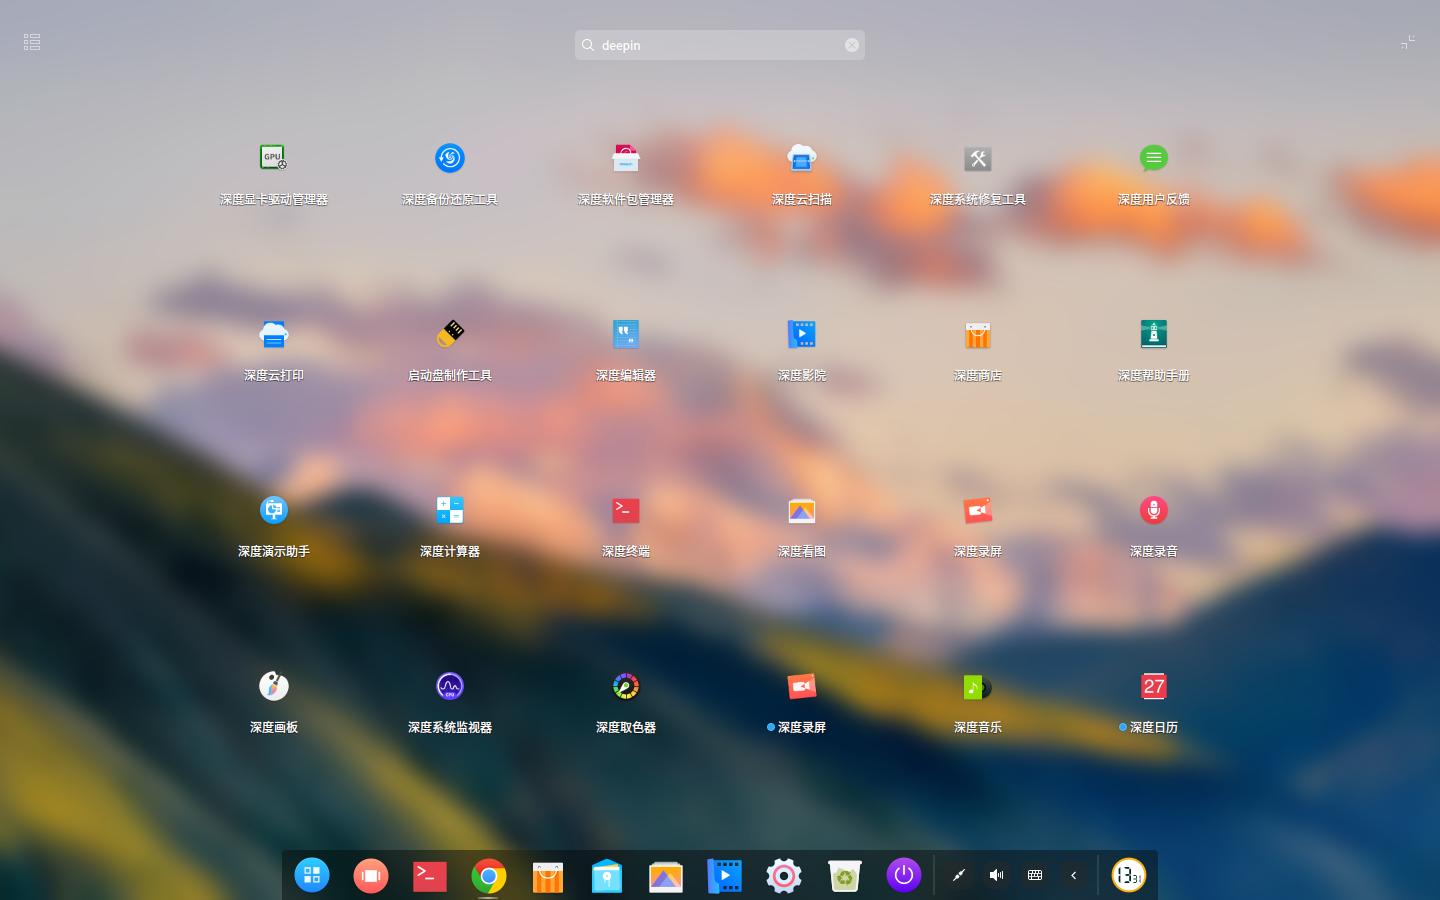 deepin
GPU
深度显卡驱动管理器
深度备份还原工具
深度软件包管理器
深度云扫描
深度系统修复工具
深度用户反馈
深度云打印
启动盘制作工具
深度编辑器
深度影院
深度商店
深度帮助手册
深度演示助手
深度计算器
>_
深度终端
深度看图
深度录屏
深度录音
CPU
27
深度画板
深度系统监视器
深度取色器
深度录屏
深度音乐
深度日历
>_
13 31